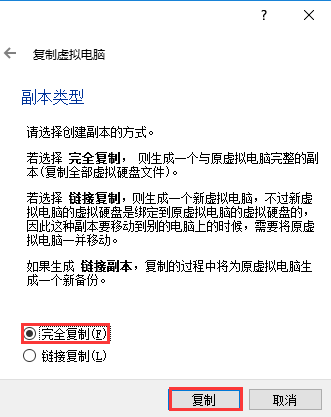 ?
复制虚拟电脑
副本类型
请选择创建副本的方式。
若选择 完全复制， 则生成一个与原虚拟电脑完整的副
本(复制全部虚拟硬盘文件)。
若选择 链接复制，则生成一个新虚拟电脑，不过新虚
拟电脑的虚拟硬盘是绑定到原虚拟电脑的虚拟硬盘的，
因此这种副本要移动到别的电脑上的时候，需要将原虚
拟电脑一并移动。
如果生成 链接副本，复制的过程中将为原虚拟电脑生
成一个新备份。
完全复制(F)
链接复制(L)
复制
取消